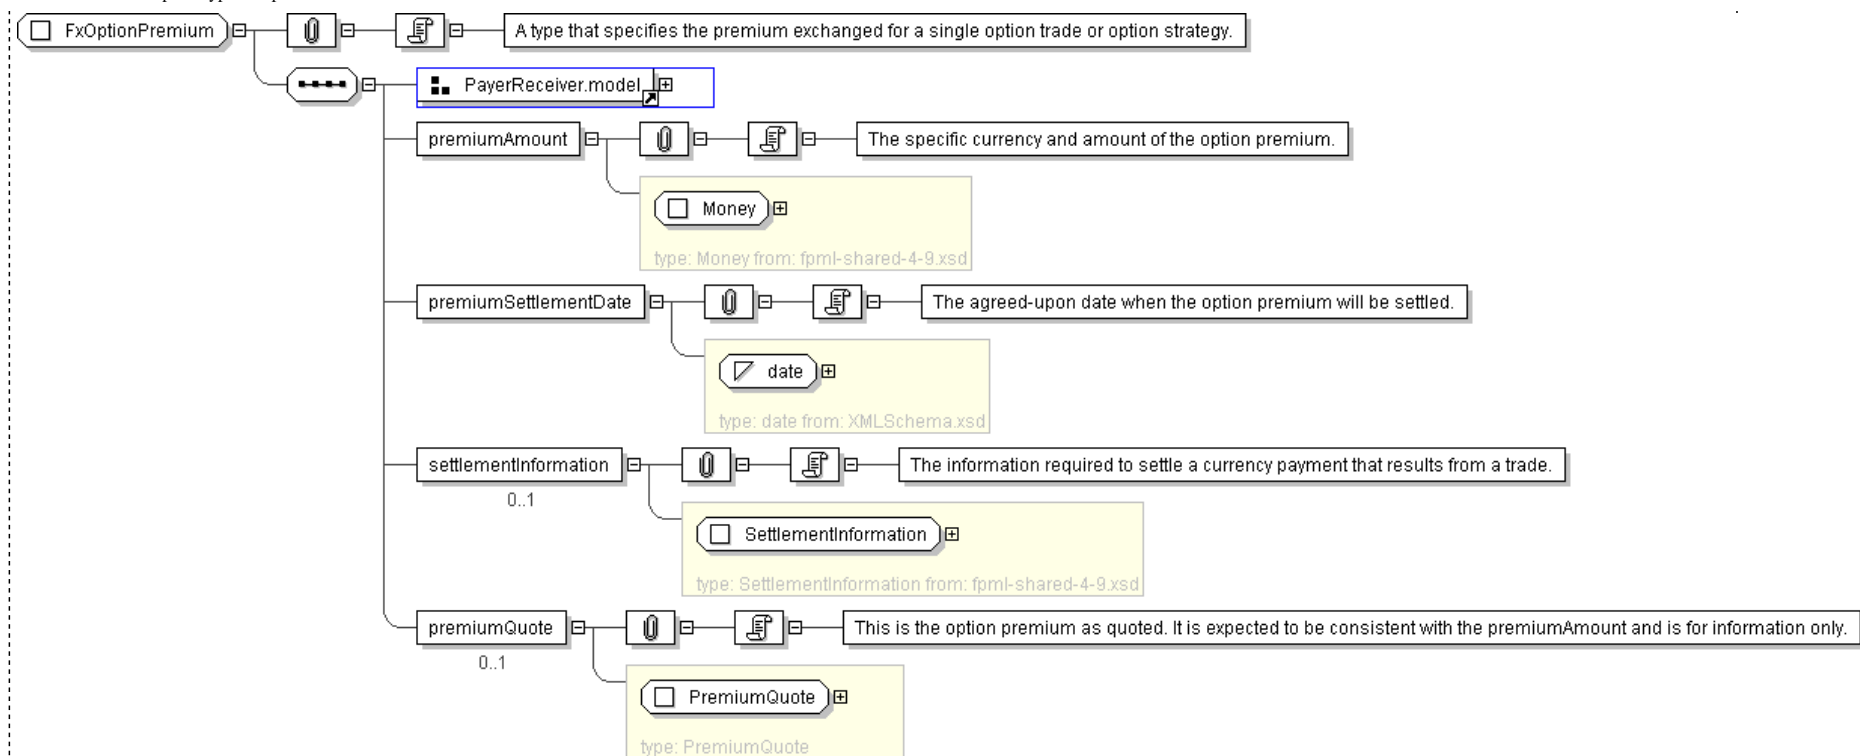 FxOptionPremium
A type that specifies the premium exchanged for a single option trade or option strategy.
PayerReceiver.model
premiumAmount
The specific currency and amount of the option premium.
Money
type: Money from: fpml-shared-4-9.xsd
premiumSettlementDate
The agreed-upon date when the option premium will be settled.
date
type: date from: XMLSchema.xsd
settlementInformation
The information required to settle a currency payment that results from a trade.
0..1
SettlementInformation
type: SettlementInformation from: fpml-shared-4-9.xsd
premiumQuote
This is the option premium as quoted. It is expected to be consistent with the premiumAmount and is for information only.
0..1
PremiumQuote
type: PremiumQuote